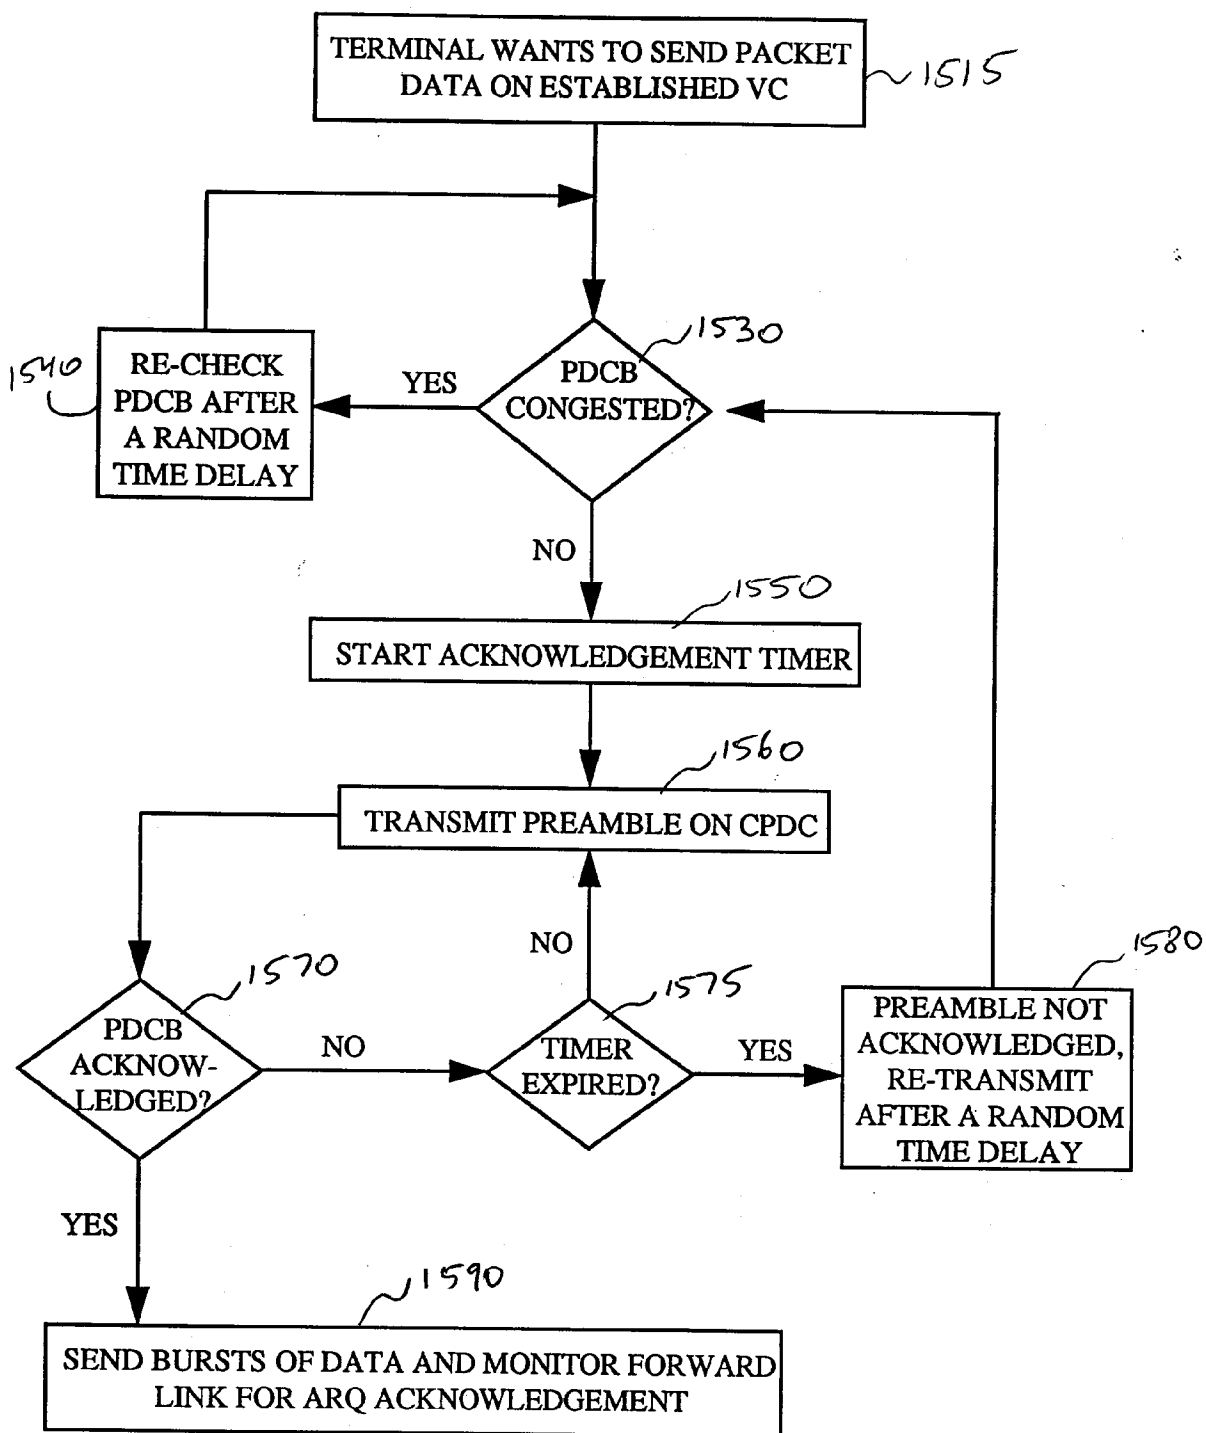 TERMINAL WANTS TO SEND PACKET
DATA ON ESTABLISHED VC
1515
1530
PDCB
CONGESTED?
YES
1540
RE-CHECK
PDCB AFTER
A RANDOM
TIME DELAY
NO
1550
START ACKNOWLEDGEMENT TIMER
1560
TRANSMIT PREAMBLE ON CPDC
NO
1570
PDCB
ACKNOW-
LEDGED?
NO
1575
TIMER
EXPIRED?
YES
1580
PREAMBLE NOT
ACKNOWLEDGED,
RE-TRANSMIT
AFTER A RANDOM
TIME DELAY
YES
1590
SEND BURSTS OF DATA AND MONITOR FORWARD
LINK FOR ARQ ACKNOWLEDGEMENT